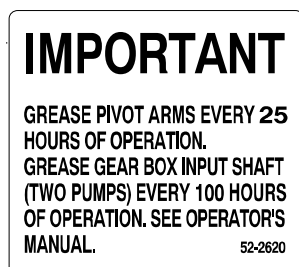 IMPORTANT
GREASE PIVOT ARMS EVERY 25
HOURS OF OPERATION.
GREASE GEAR BOX INPUT SHAFT
(TWO PUMPS) EVERY 100 HOURS
OF OPERATION. SEE OPERATOR'S
MANUAL. 52-2620